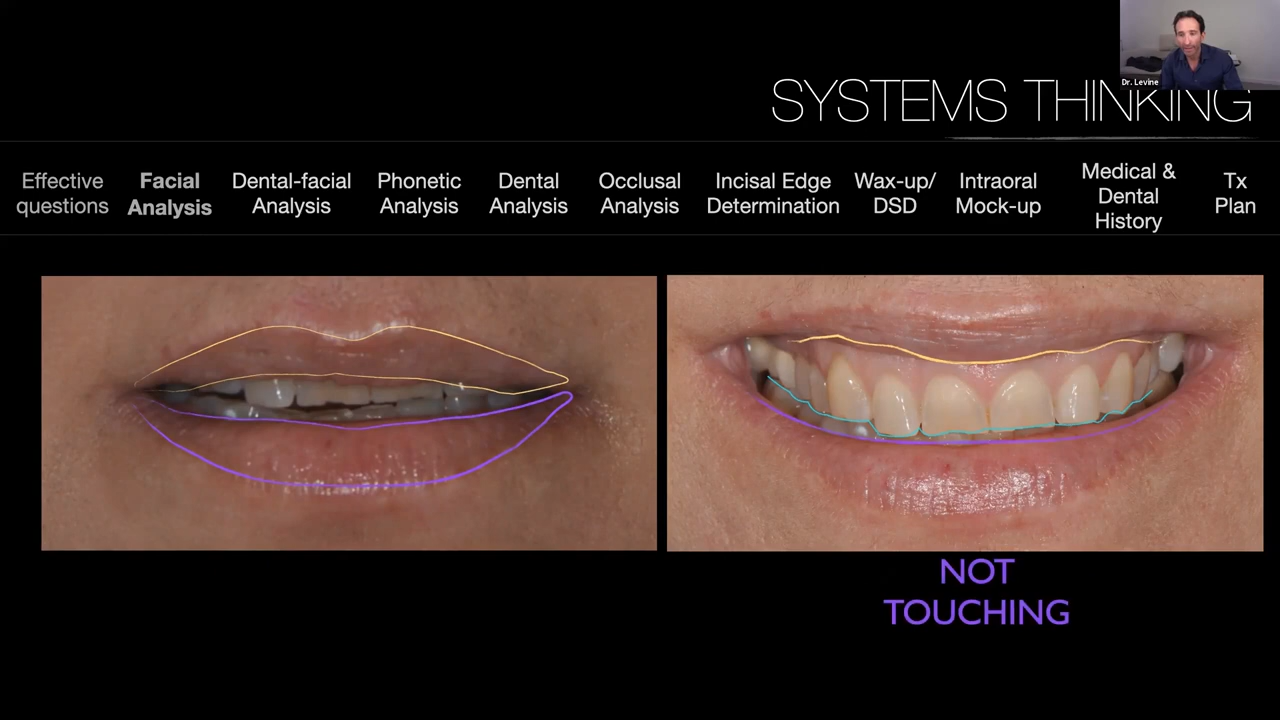 Dr. Levine
SYSTEMS THINKING
Effective
questions
Facial
Analysis
Dental-facial
Analysis
Phonetic
Analysis
Dental
Analysis
Occlusal
Analysis
Incisal Edge
Determination
Wax-up/
DSD
Intraoral
Mock-up
Medical &
Dental
History
Tx
Plan
NOT
TOUCHING